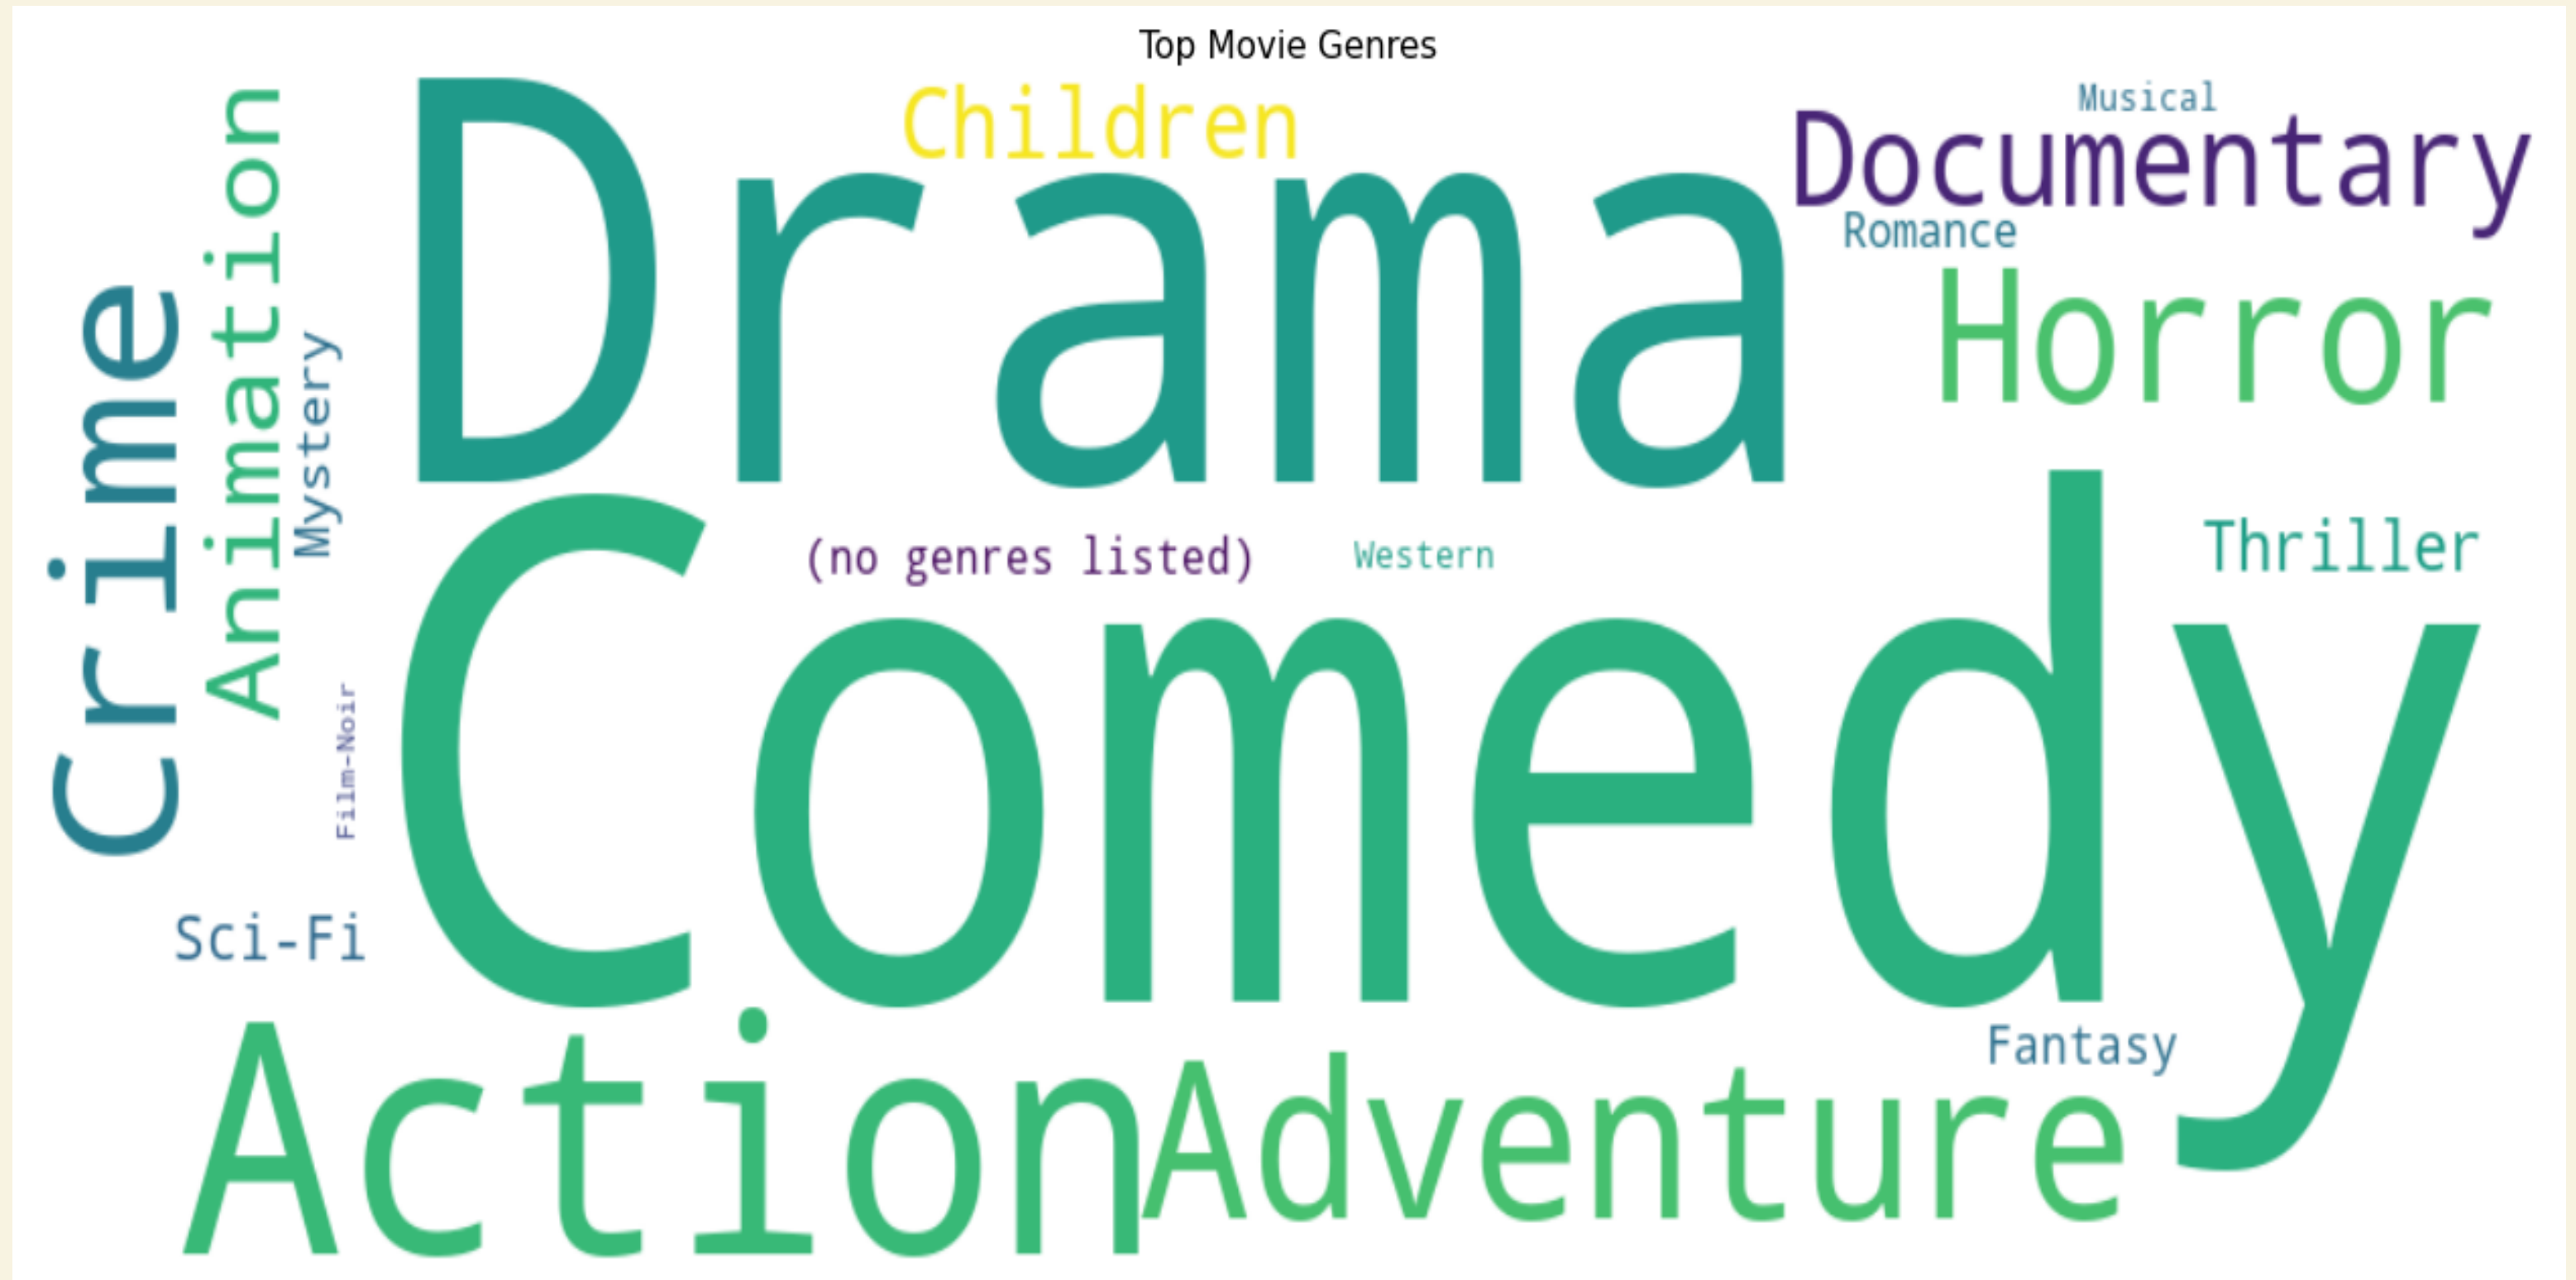 Top Movie Genres
Children
Musical
Documentary
Drama
Romance
Horror
Crime
Animation
Mystery
(no genres listed)
Western
Thriller
Comedy
Film-Noir
Sci-Fi
Action
Adventure
Fantasy